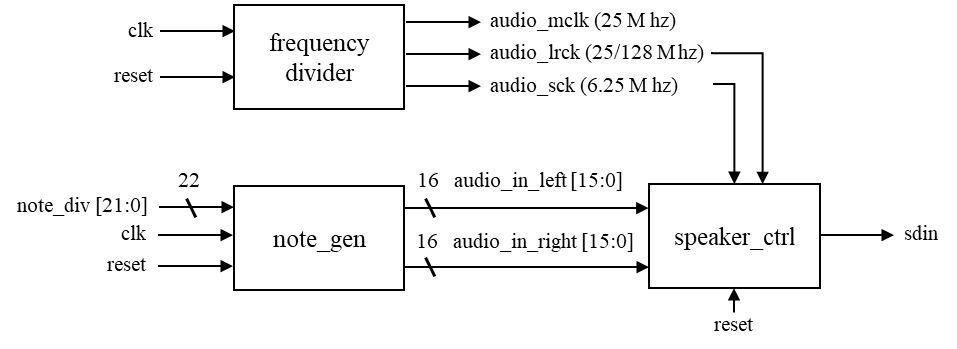 clk
reset
frequency
divider
audio_mclk (25 M hz)
audio_lrck (25/128 M hz)
audio_sck (6.25 M hz)
note_div [21:0]
22
clk
reset
note_gen
16 audio_in_left [15:0]
16 audio_in_right [15:0]
speaker_ctrl
sdin
reset